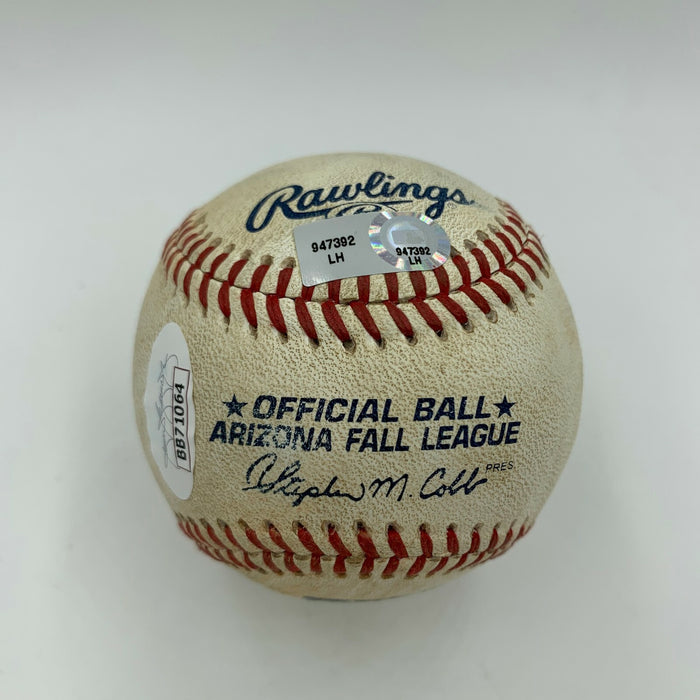 Rawlings
R
947392
LH
947392
LH
BB71064
★OFFICIAL BALL★
ARIZONA FALL LEAGUE
Stephen M. Cobb PRES.